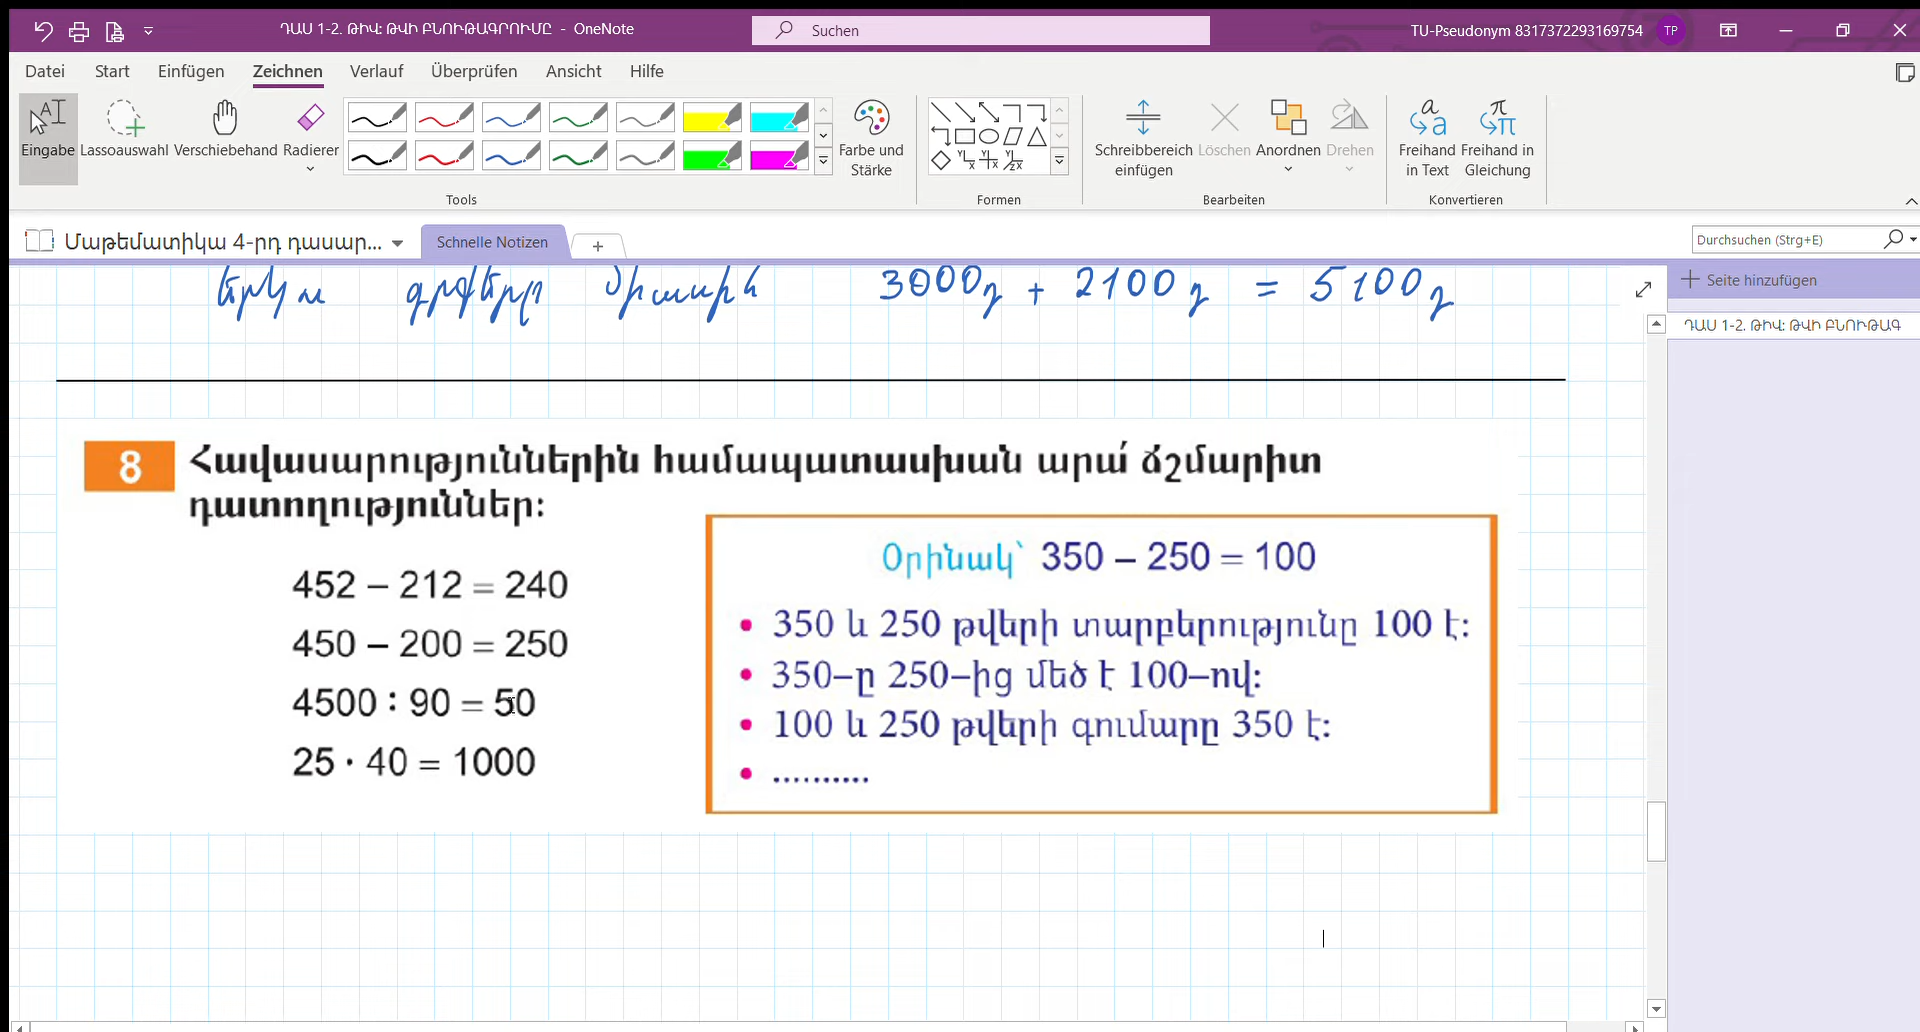 ԴԱՍ 1-2. ԹԻՎ: ԹՎԻ ԲՆՈՒԹԱԳՐՈՒՄԸ - OneNote
Suchen
TU-Pseudonym 8317372293169754
TP
Datei Start Einfügen Zeichnen Verlauf Überprüfen Ansicht Hilfe
Eingabe Lassoauswahl Verschiebehand Radierer
Farbe und Stärke
Schreibbereich einfügen
Löschen Anordnen Drehen
Freihand in Text
Freihand in Gleichung
Tools Formen Bearbeiten Konvertieren
Մաթեմատիկա 4-րդ դասար...
Schnelle Notizen
Durchsuchen (Strg+E)
Seite hinzufügen
ԴԱՍ 1-2. ԹԻՎ: ԹՎԻ ԲՆՈՒԹԱԳ
երկու գրքերը միասին 3000դ + 2100դ = 5100դ
8 Հավասարություններին համապատասխան արա՛ ճշմարիտ
դատողություններ:
452 – 212 = 240
450 – 200 = 250
4500 : 90 = 50
25 · 40 = 1000
Օրինակ՝ 350 – 250 = 100
• 350 և 250 թվերի տարբերությունը 100 է:
• 350–ը 250–ից մեծ է 100–ով:
• 100 և 250 թվերի գումարը 350 է:
• ..........